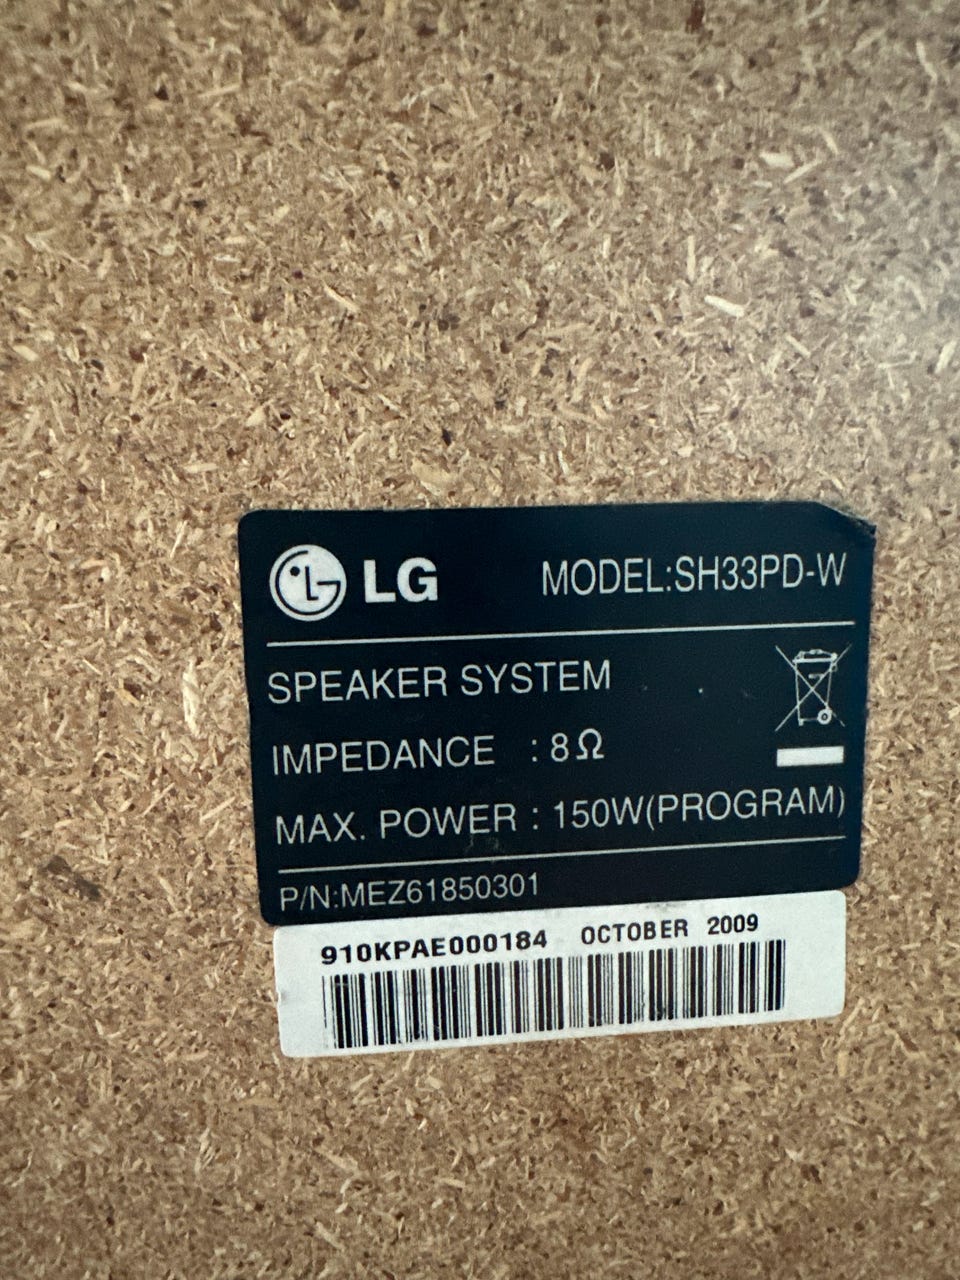 LG MODEL:SH33PD-W
SPEAKER SYSTEM
IMPEDANCE : 8Ω
MAX. POWER : 150W(PROGRAM)
P/N:MEZ61850301
910KPAE000184 OCTOBER 2009